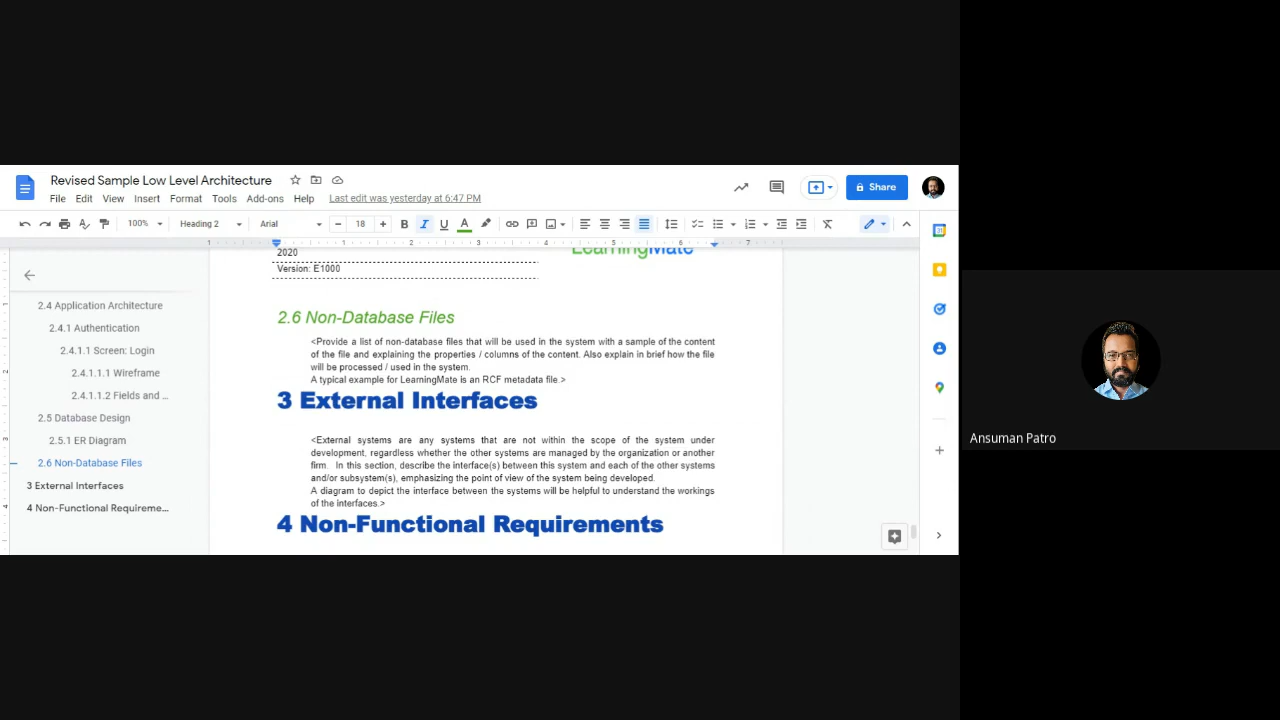 Revised Sample Low Level Architecture
File Edit View Insert Format Tools Add-ons Help Last edit was yesterday at 6:47 PM
Share
100% Heading 2 Arial 18
1 1 2 3 4 5 6 7
2020
LearningMate
Version: E1000
2.4 Application Architecture
2.4.1 Authentication
2.4.1.1 Screen: Login
2.4.1.1.1 Wireframe
2.4.1.1.2 Fields and ...
2.5 Database Design
2.5.1 ER Diagram
2.6 Non-Database Files
3 External Interfaces
4 Non-Functional Requireme...
2.6 Non-Database Files
<Provide a list of non-database files that will be used in the system with a sample of the content
of the file and explaining the properties / columns of the content. Also explain in brief how the file
will be processed / used in the system.
A typical example for LearningMate is an RCF metadata file.>
3 External Interfaces
<External systems are any systems that are not within the scope of the system under
development, regardless whether the other systems are managed by the organization or another
firm. In this section, describe the interface(s) between this system and each of the other systems
and/or subsystem(s), emphasizing the point of view of the system being developed.
A diagram to depict the interface between the systems will be helpful to understand the workings
of the interfaces.>
4 Non-Functional Requirements
Ansuman Patro